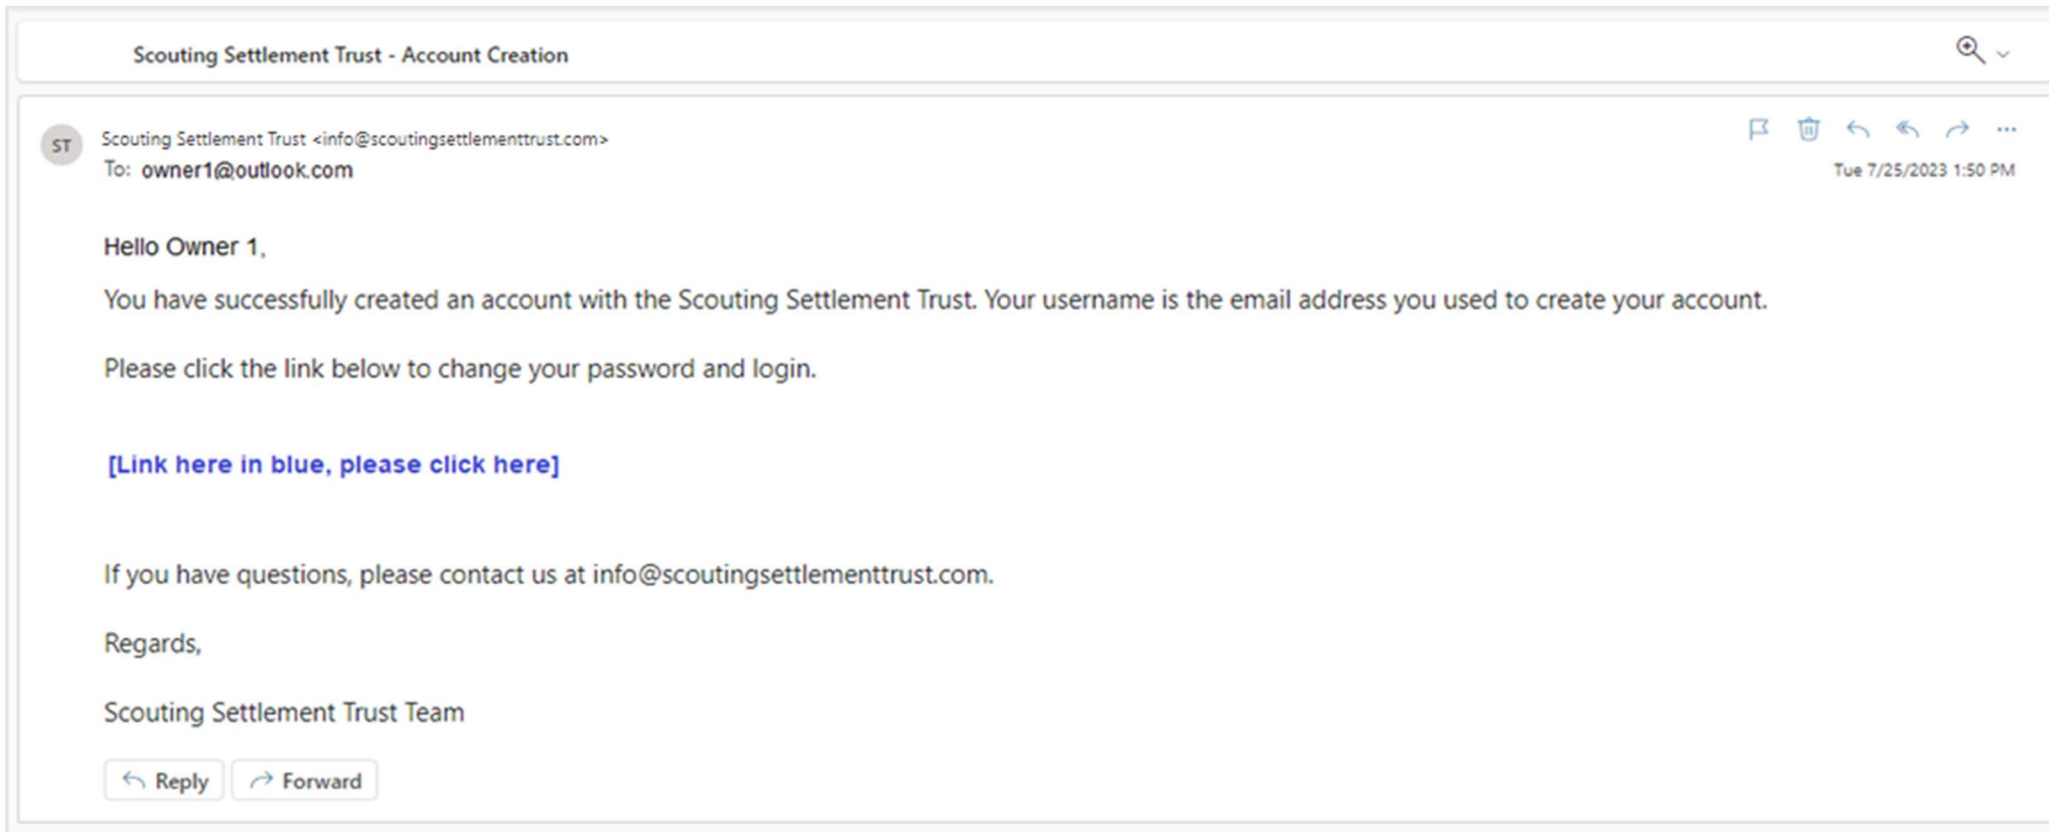 Scouting Settlement Trust - Account Creation
ST
Scouting Settlement Trust <info@scoutingsettlementtrust.com>
To: owner1@outlook.com
Tue 7/25/2023 1:50 PM
Hello Owner 1,
You have successfully created an account with the Scouting Settlement Trust. Your username is the email address you used to create your account.
Please click the link below to change your password and login.
[Link here in blue, please click here]
If you have questions, please contact us at info@scoutingsettlementtrust.com.
Regards,
Scouting Settlement Trust Team
Reply Forward